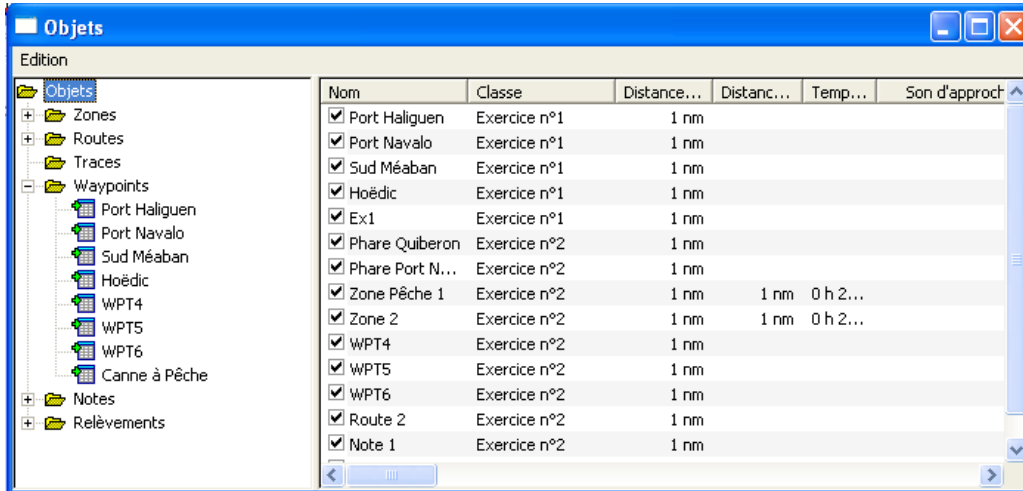 Objets
Edition
Objets
Zones
Routes
Traces
Waypoints
Port Haliguen
Port Navalo
Sud Méaban
Hoëdic
WPT4
WPT5
WPT6
Canne à Pêche
Notes
Relèvements
Nom Classe Distance... Distanc... Temp... Son d'approch
Port Haliguen Exercice n°1 1 nm
Port Navalo Exercice n°1 1 nm
Sud Méaban Exercice n°1 1 nm
Hoëdic Exercice n°1 1 nm
Ex1 Exercice n°1 1 nm
Phare Quiberon Exercice n°2 1 nm
Phare Port N... Exercice n°2 1 nm
Zone Pêche 1 Exercice n°2 1 nm 1 nm 0 h 2...
Zone 2 Exercice n°2 1 nm 1 nm 0 h 2...
WPT4 Exercice n°2 1 nm
WPT5 Exercice n°2 1 nm
WPT6 Exercice n°2 1 nm
Route 2 Exercice n°2 1 nm
Note 1 Exercice n°2 1 nm